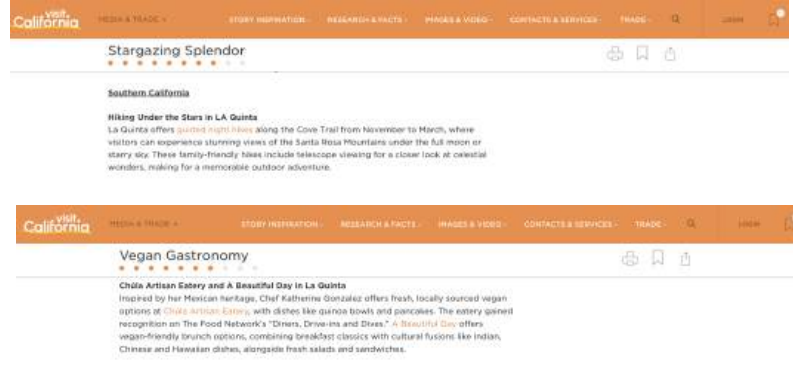 visit
California
MEDIA & TRADE
STORY INSPIRATION
RESEARCH & FACTS
IMAGES & VIDEO
CONTACTS & SERVICES
TRADE
LOGIN
Stargazing Splendor
Southern California
Hiking Under the Stars in LA Quinta
La Quinta offers guided night hikes along the Cove Trail from November to March, where
visitors can experience stunning views of the Santa Rosa Mountains under the full moon or
starry sky. These family-friendly hikes include telescope viewing for a closer look at celestial
wonders, making for a memorable outdoor adventure.
visit
California
MEDIA & TRADE
STORY INSPIRATION
RESEARCH & FACTS
IMAGES & VIDEO
CONTACTS & SERVICES
TRADE
LOGIN
Vegan Gastronomy
Chúla Artisan Eatery and A Beautiful Day in La Quinta
Inspired by her Mexican heritage, Chef Katherine Gonzalez offers fresh, locally sourced vegan
options at Chúla Artisan Eatery, with dishes like quinoa bowls and pancakes. The eatery gained
recognition on The Food Network's "Diners, Drive-ins and Dives." A Beautiful Day offers
vegan-friendly brunch options, combining breakfast classics with cultural fusions like Indian,
Chinese and Hawaiian dishes, alongside fresh salads and sandwiches.